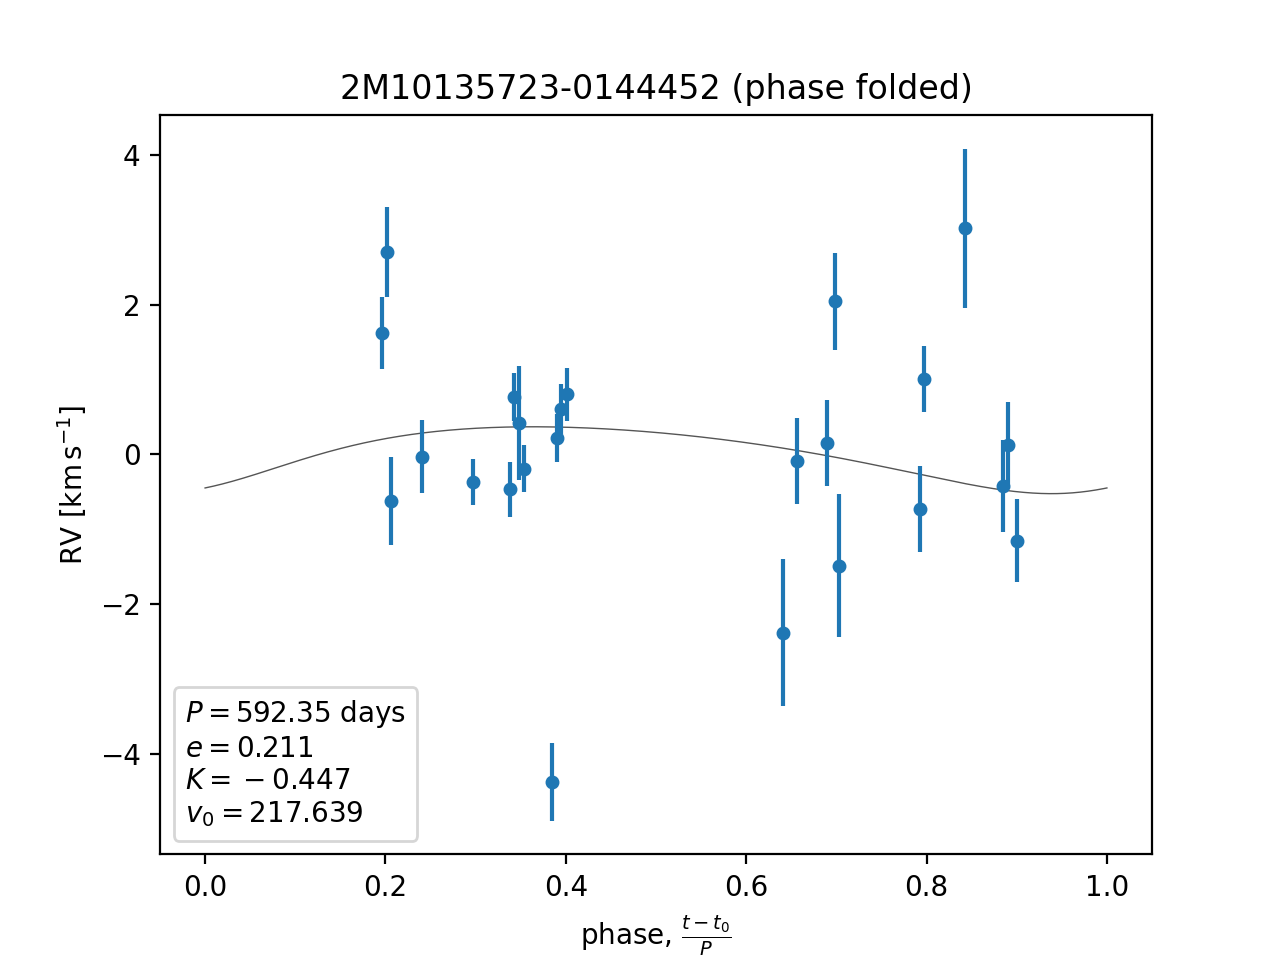 2M10135723-0144452 (phase folded)
RV [km s⁻¹]
4
2
0
−2
−4
P = 592.35 days
e = 0.211
K = −0.447
v₀ = 217.639
0.0 0.2 0.4 0.6 0.8 1.0
phase, (t − t₀)/P